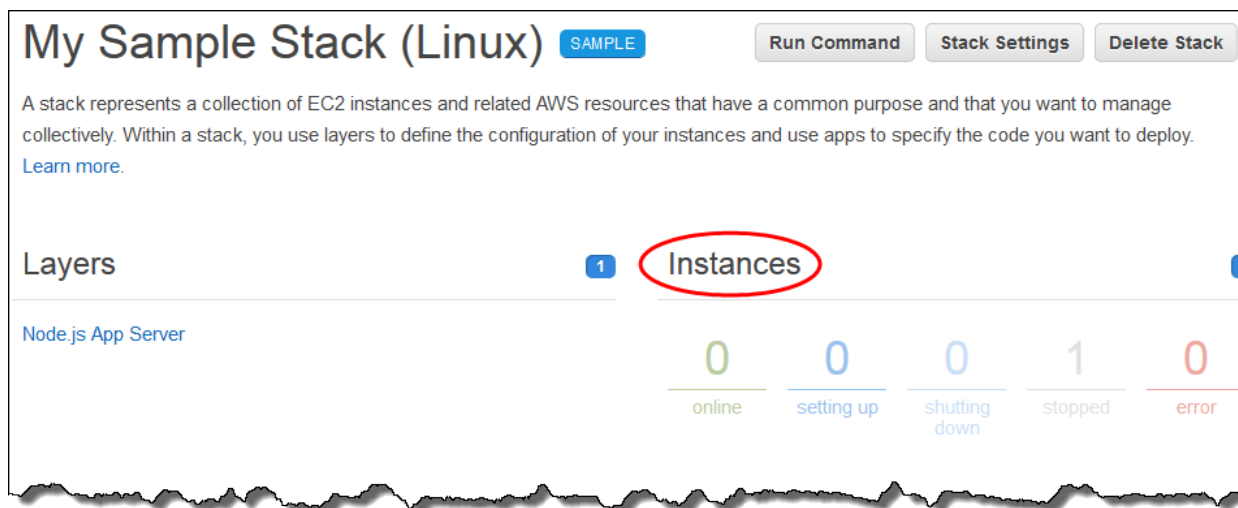 My Sample Stack (Linux) SAMPLE Run Command Stack Settings Delete Stack
A stack represents a collection of EC2 instances and related AWS resources that have a common purpose and that you want to manage
collectively. Within a stack, you use layers to define the configuration of your instances and use apps to specify the code you want to deploy.
Learn more.
Layers 1
Instances
Node.js App Server
0 0 0 1 0
online setting up shutting down stopped error